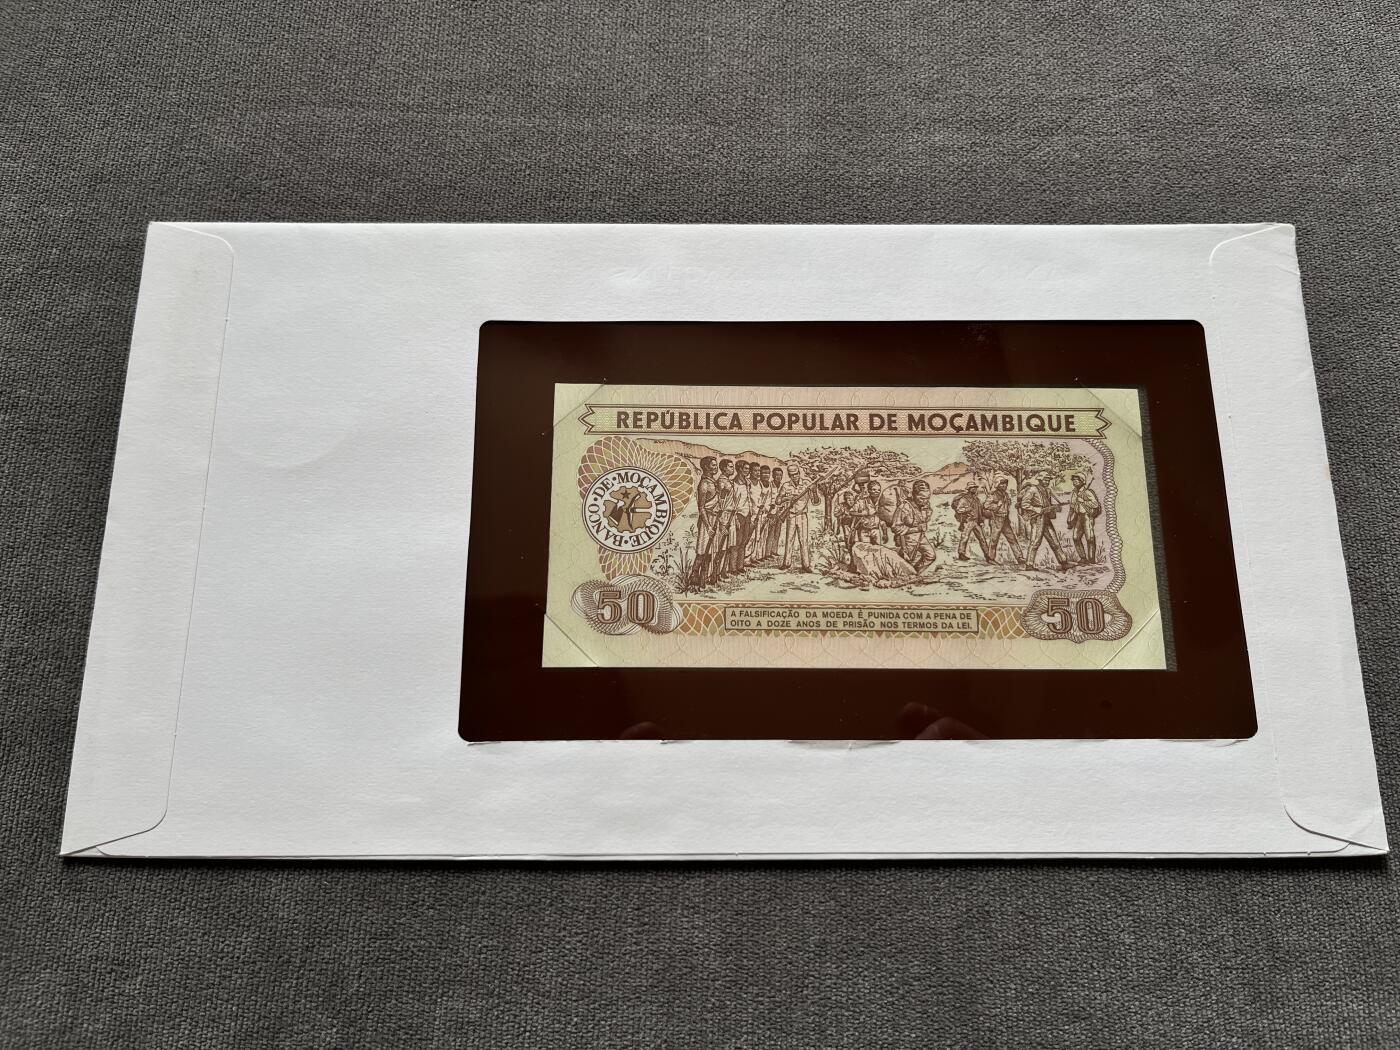 REPÚBLICA POPULAR DE MOÇAMBIQUE
BANCO·DE·MOÇAMBIQUE·
50
A FALSIFICAÇÃO DA MOEDA É PUNIDA COM A PENA DE
OITO A DOZE ANOS DE PRISÃO NOS TERMOS DA LEI.
50